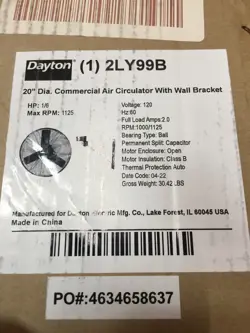 Dayton® (1) 2LY99B
20" Dia. Commercial Air Circulator With Wall Bracket
HP: 1/6
Max RPM: 1125
Voltage: 120
Hz:60
Full Load Amps:2.0
RPM:1000/1125
Bearing Type: Ball
Permanent Split: Capacitor
Motor Enclosure: Open
Motor Insulation: Class B
Thermal Protection Auto
Date Code: 04-22
Gross Weight: 30.42 LBS
Manufactured for Dayton Electric Mfg. Co., Lake Forest, IL 60045 USA
Made in China
PO#:4634658637